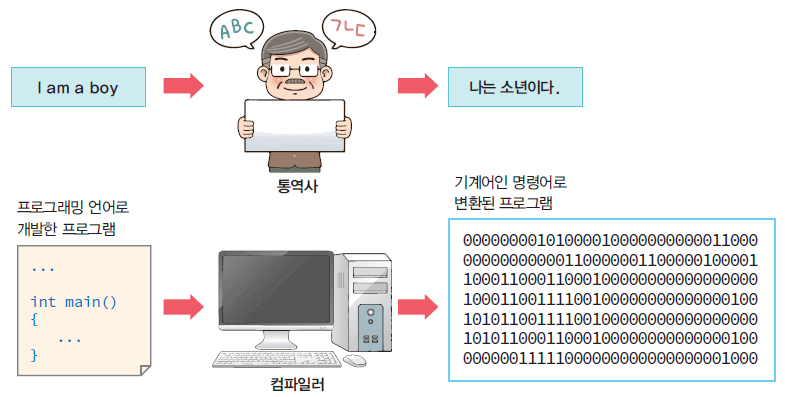 ABC
ㄱㄴㄷ
I am a boy
나는 소년이다.
통역사
프로그래밍 언어로
개발한 프로그램
기계어인 명령어로
변환된 프로그램
...
int main()
{
...
}
00000000101000010000000000011000
00000000000110000001100000100001
10001100011000100000000000000000
10001100111100100000000000000100
10101100111100100000000000000000
10101100011000100000000000000100
00000011111000000000000000001000
컴파일러